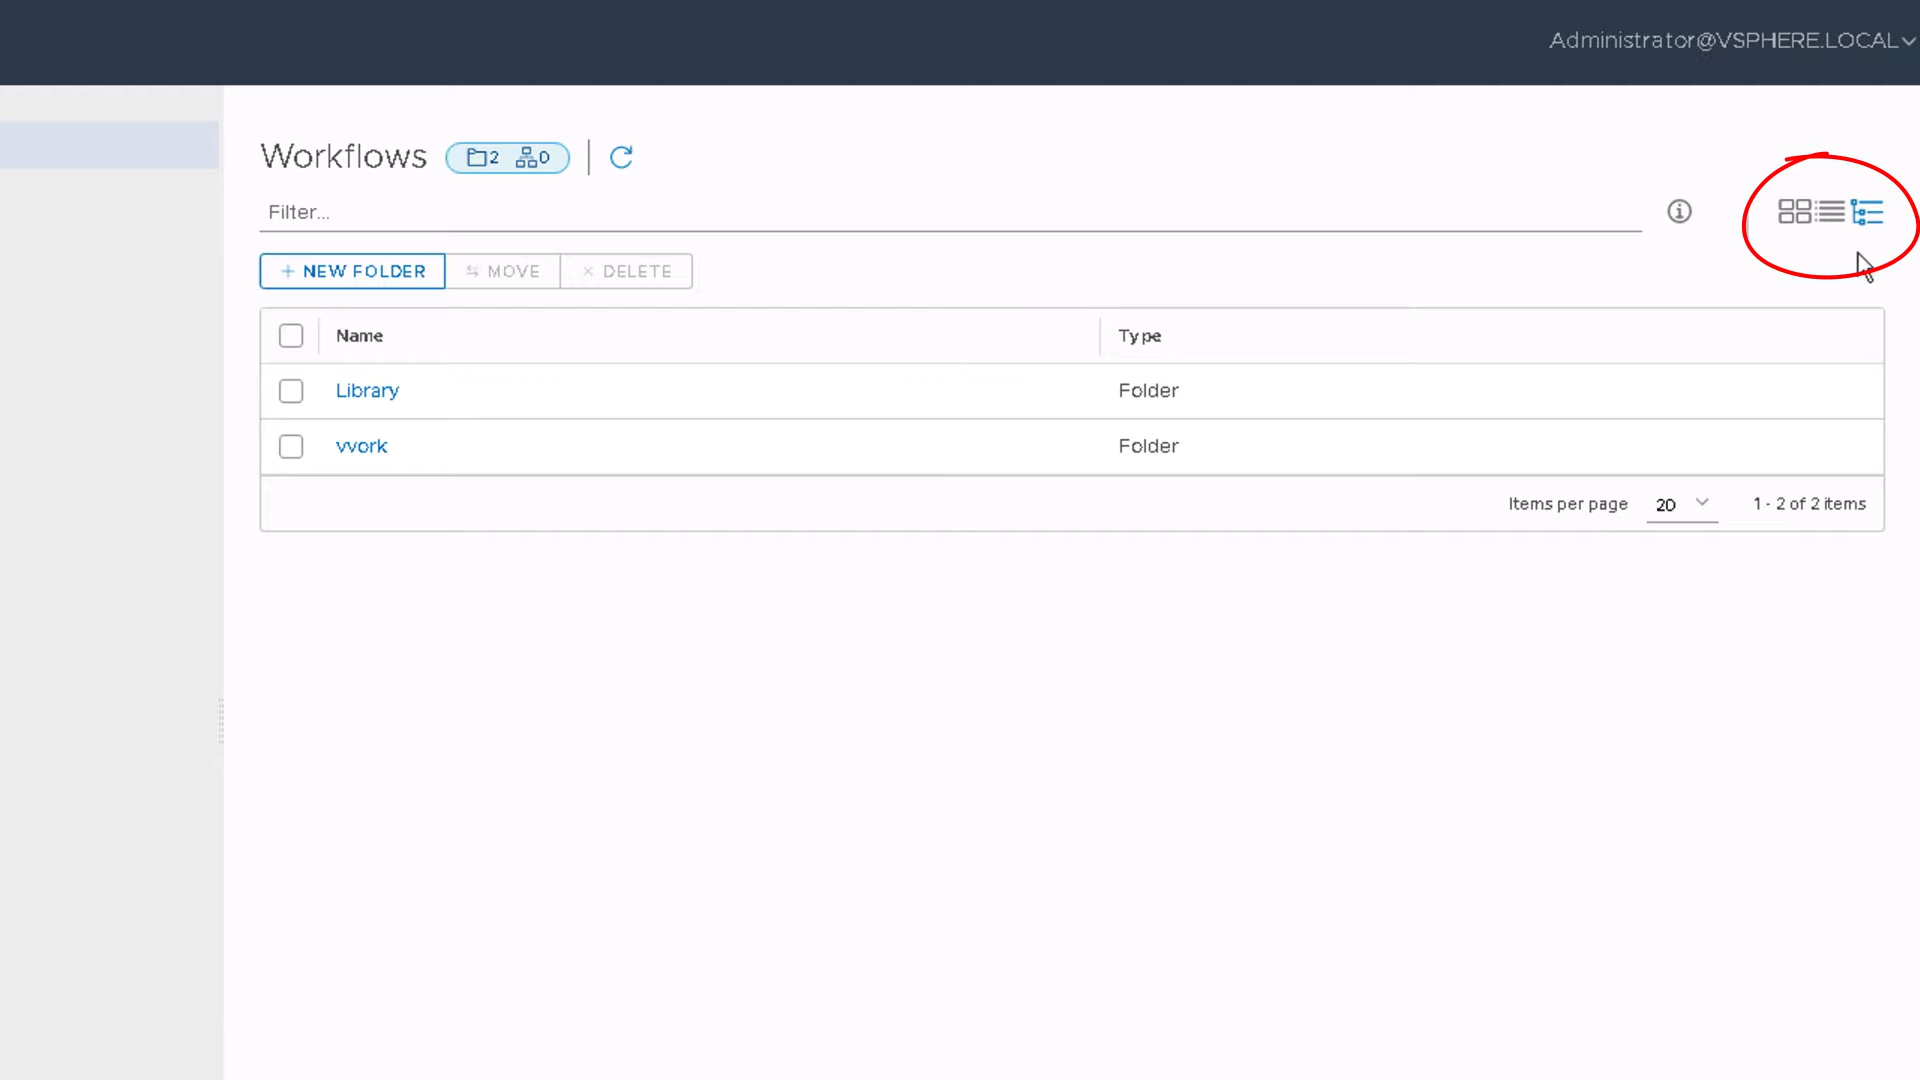 Administrator@VSPHERE.LOCAL
Workflows 2 0
Filter...
NEW FOLDER MOVE DELETE
Name Type
Library Folder
vvork Folder
Items per page 20 1 - 2 of 2 items